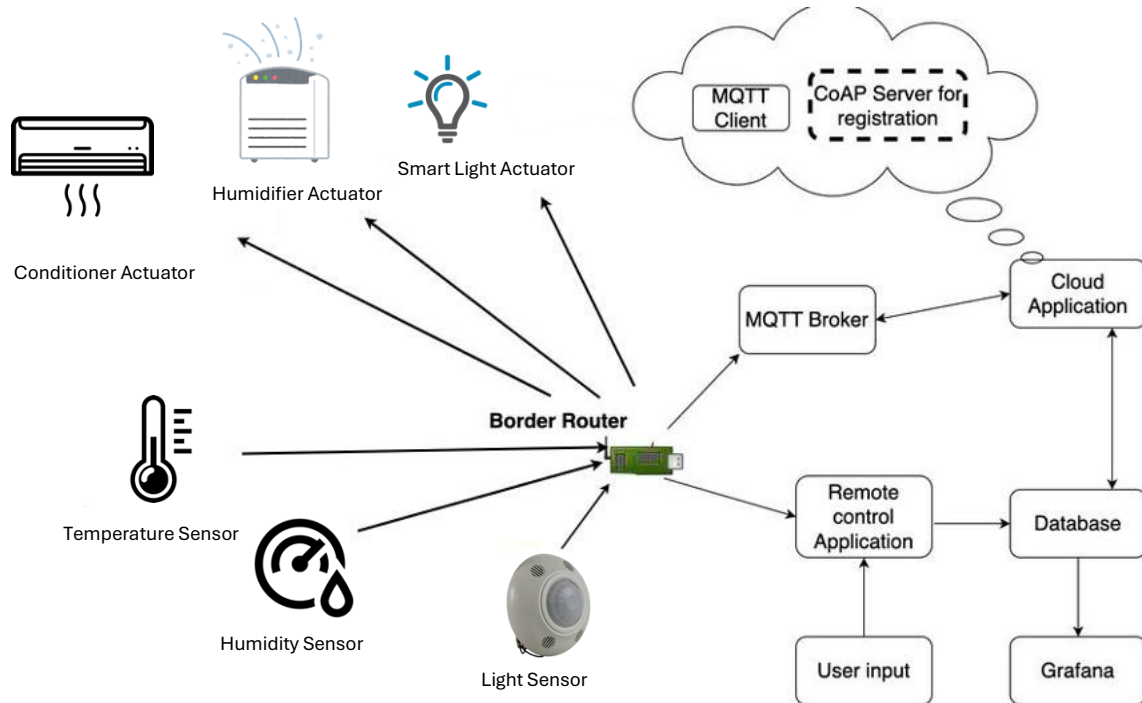 MQTT
Client
CoAP Server for
registration
Smart Light Actuator
Humidifier Actuator
Conditioner Actuator
Cloud
Application
MQTT Broker
Border Router
Temperature Sensor
Remote
control
Application
Database
Humidity Sensor
Light Sensor
User input
Grafana